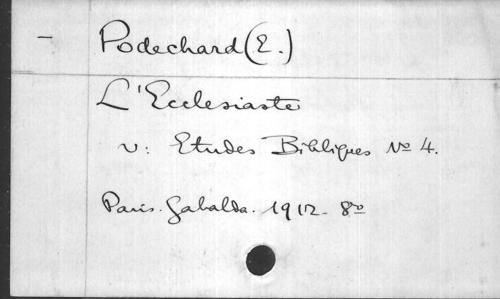 – Podechard (E.)
L'Ecclesiaste
v: Etudes Bibliques No 4.
Paris. Gabalda. 1912. 8o